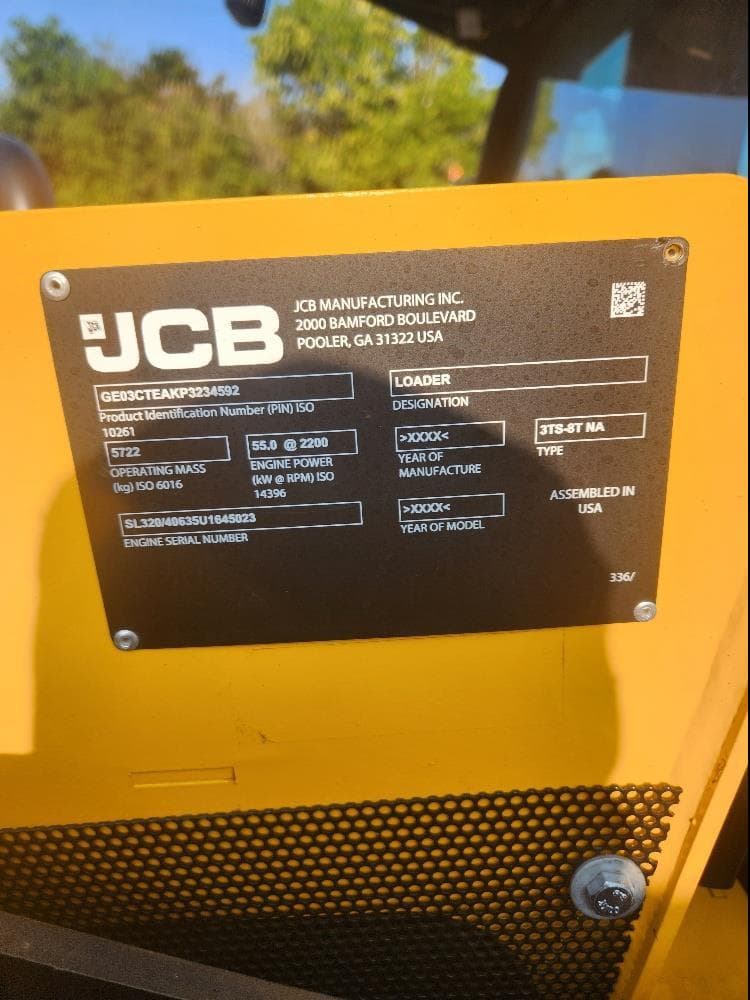 JCB
JCB MANUFACTURING INC.
2000 BAMFORD BOULEVARD
POOLER, GA 31322 USA
GE03CTEAKP3234592
Product Identification Number (PIN) ISO
10261
LOADER
DESIGNATION
5722
OPERATING MASS
(kg) ISO 6016
55.0 @ 2200
ENGINE POWER
(kW @ RPM) ISO
14396
>XXXX<
YEAR OF
MANUFACTURE
3TS-8T NA
TYPE
SL320/40635U1645023
ENGINE SERIAL NUMBER
>XXXX<
YEAR OF MODEL
ASSEMBLED IN
USA
336/